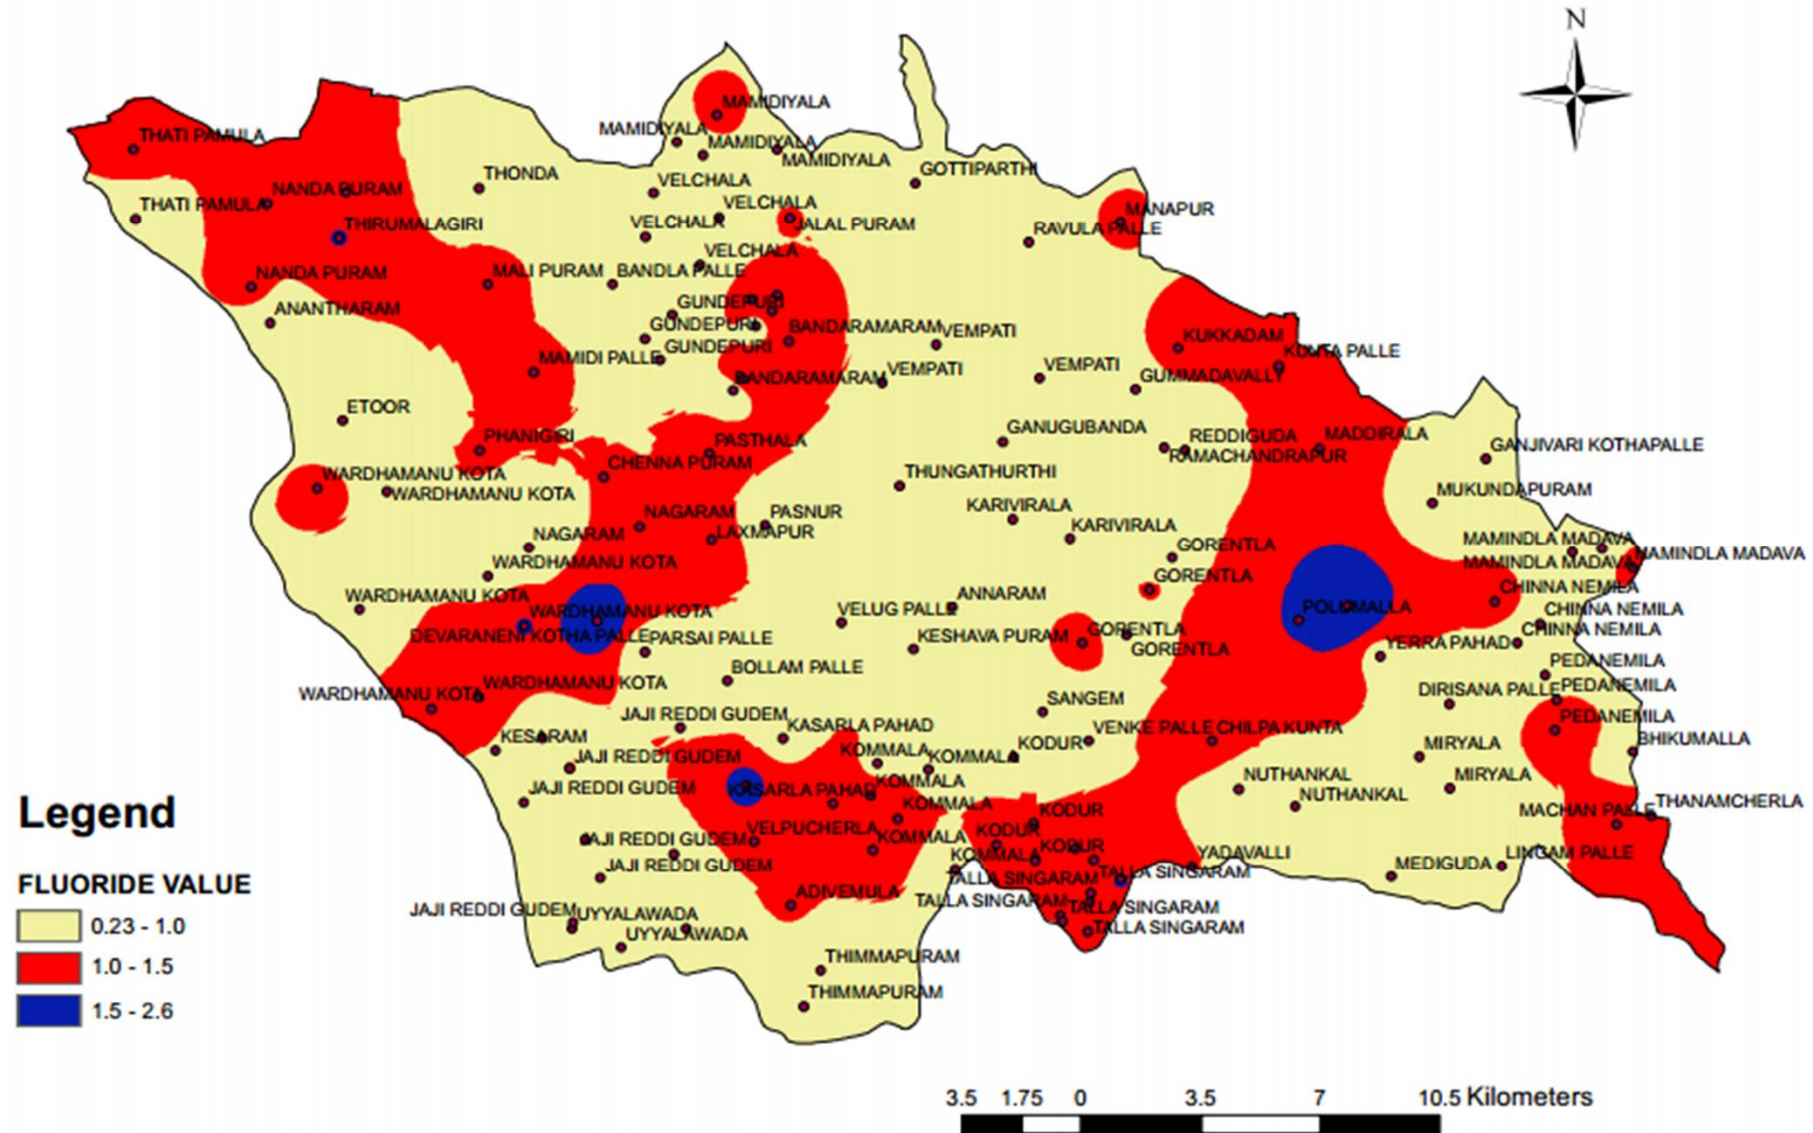 N
MAMIDIYALA
MAMIDIYALA
THATI PAMULA
MAMIDIYALA
MAMIDIYALA
GOTTIPARTHI
THONDA
VELCHALA
NANDA PURAM
THATI PAMULA
VELCHALA
MANAPUR
THIRUMALAGIRI
VELCHALA
JALAL PURAM
RAVULA PALLE
VELCHALA
NANDA PURAM
MALI PURAM
BANDLA PALLE
GUNDEPURI
ANANTHARAM
GUNDEPURI
BANDARAMARAM
VEMPATI
KUKKADAM
GUNDEPURI
KUNTA PALLE
MAMIDI PALLE
VEMPATI
VEMPATI
BANDARAMARAM
GUMMADAVALLY
ETOOR
GANUGUBANDA
PHANIGIRI
PASTHALA
REDDIGUDA
MADDIRALA
GANJIVARI KOTHAPALLE
RAMACHANDRAPUR
CHENNA PURAM
WARDHAMANU KOTA
THUNGATHURTHI
WARDHAMANU KOTA
MUKUNDAPURAM
KARIVIRALA
NAGARAM
PASNUR
KARIVIRALA
NAGARAM
LAXMAPUR
MAMINDLA MADAVA
GORENTLA
MAMINDLA MADAVA
WARDHAMANU KOTA
MAMINDLA MADAVA
GORENTLA
CHINNA NEMILA
WARDHAMANU KOTA
ANNARAM
WARDHAMANU KOTA
VELUG PALLE
POLUMALLA
CHINNA NEMILA
DEVARANENI KOTHA PALLE
PARSAI PALLE
KESHAVA PURAM
GORENTLA
CHINNA NEMILA
GORENTLA
YERRA PAHAD
BOLLAM PALLE
PEDANEMILA
WARDHAMANU KOTA
WARDHAMANU KOTA
DIRISANA PALLE
PEDANEMILA
SANGEM
JAJI REDDI GUDEM
KASARLA PAHAD
VENKE PALLE
CHILPA KUNTA
PEDANEMILA
KESARAM
KODUR
MIRYALA
BHIKUMALLA
JAJI REDDI GUDEM
KOMMALA
KOMMALA
NUTHANKAL
MIRYALA
JAJI REDDI GUDEM
KASARLA PAHAD
KOMMALA
NUTHANKAL
KOMMALA
KODUR
MACHAN PALLE
THANAMCHERLA
Legend
VELPUCHERLA
KODUR
JAJI REDDI GUDEM
KOMMALA
KODUR
KOMMALA
YADAVALLI
LINGAM PALLE
JAJI REDDI GUDEM
TALLA SINGARAM
TALLA SINGARAM
MEDIGUDA
FLUORIDE VALUE
ADIVEMULA
TALLA SINGARAM
TALLA SINGARAM
JAJI REDDI GUDEM
UYYALAWADA
0.23 - 1.0
UYYALAWADA
TALLA SINGARAM
THIMMAPURAM
1.0 - 1.5
THIMMAPURAM
1.5 - 2.6
3.5 1.75 0 3.5 7 10.5 Kilometers